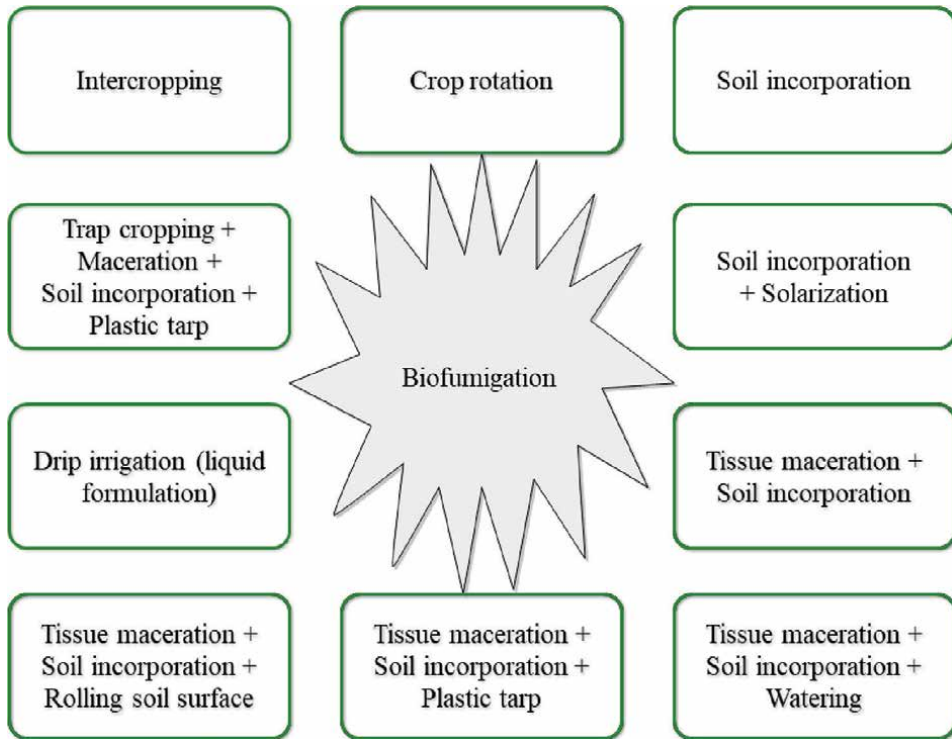 Intercropping
Crop rotation
Soil incorporation
Trap cropping +
Maceration +
Soil incorporation +
Plastic tarp
Soil incorporation
+ Solarization
Biofumigation
Drip irrigation (liquid
formulation)
Tissue maceration +
Soil incorporation
Tissue maceration +
Soil incorporation +
Rolling soil surface
Tissue maceration +
Soil incorporation +
Plastic tarp
Tissue maceration +
Soil incorporation +
Watering